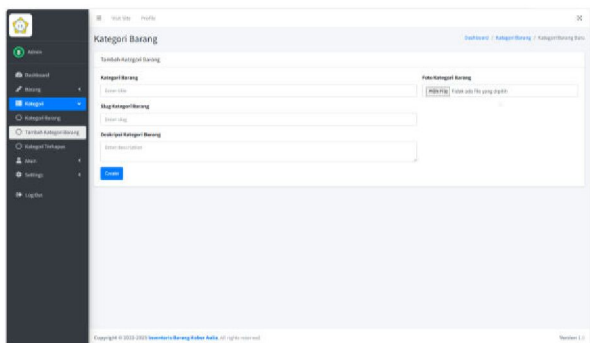 Visit Site Profile
Admin
Dashboard
Barang
Kategori
Kategori Barang
Tambah Kategori Barang
Kategori Terhapus
Akun
Settings
Log Out
Kategori Barang
Dashboard / Kategori Barang / Kategori Barang Baru
Tambah Kategori Barang
Kategori Barang
Enter title
Slug Kategori Barang
Enter slug
Deskripsi Kategori Barang
Enter description
Create
Foto Kategori Barang
Pilih File Tidak ada file yang dipilih
Copyright © 2022-2023 Inventaris Barang All rights reserved